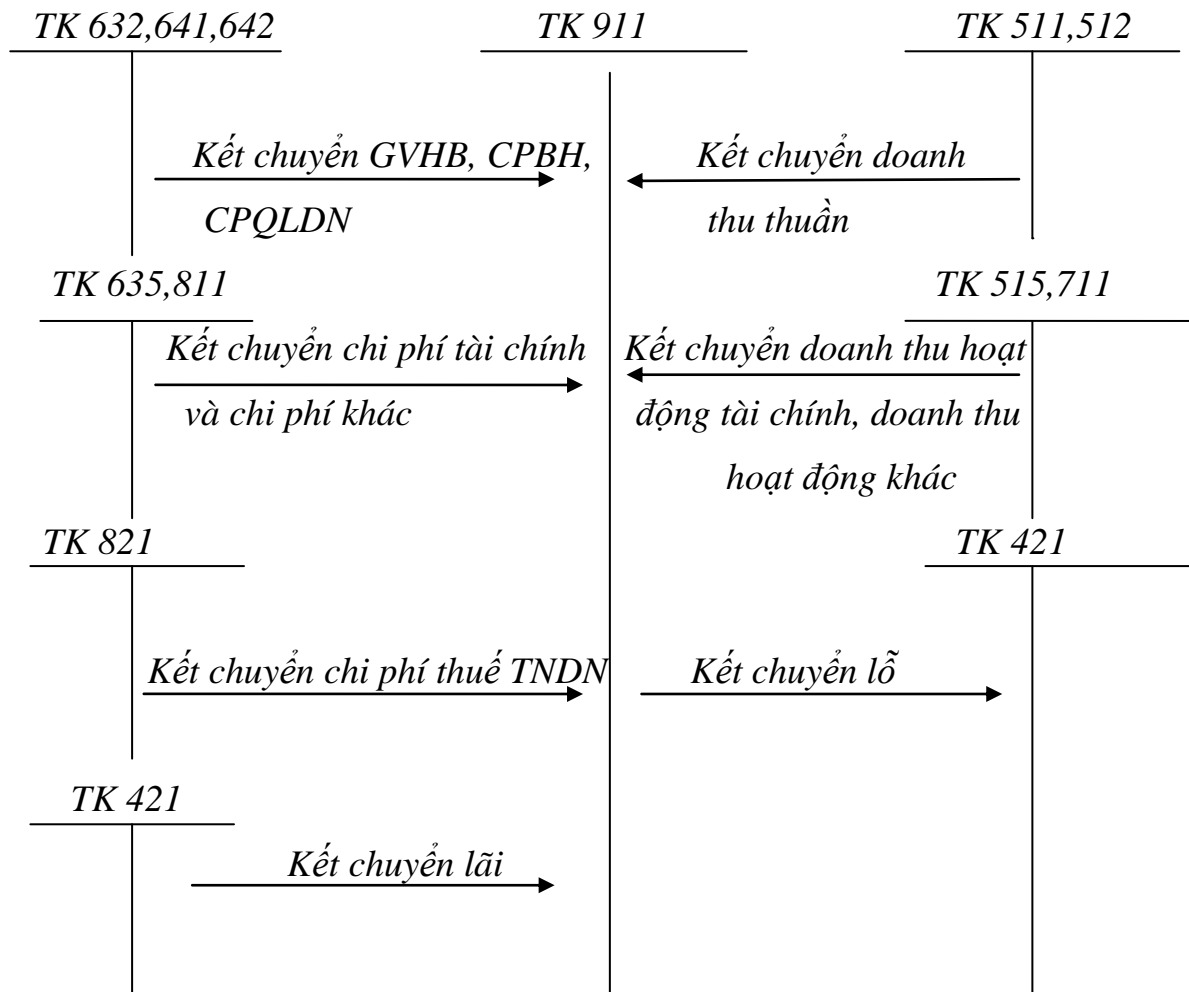 TK 632,641,642
TK 911
TK 511,512
Kết chuyển GVHB, CPBH,
CPQLDN
Kết chuyển doanh
thu thuần
TK 635,811
TK 515,711
Kết chuyển chi phí tài chính
và chi phí khác
Kết chuyển doanh thu hoạt
động tài chính, doanh thu
hoạt động khác
TK 821
TK 421
Kết chuyển chi phí thuế TNDN
Kết chuyển lỗ
TK 421
Kết chuyển lãi